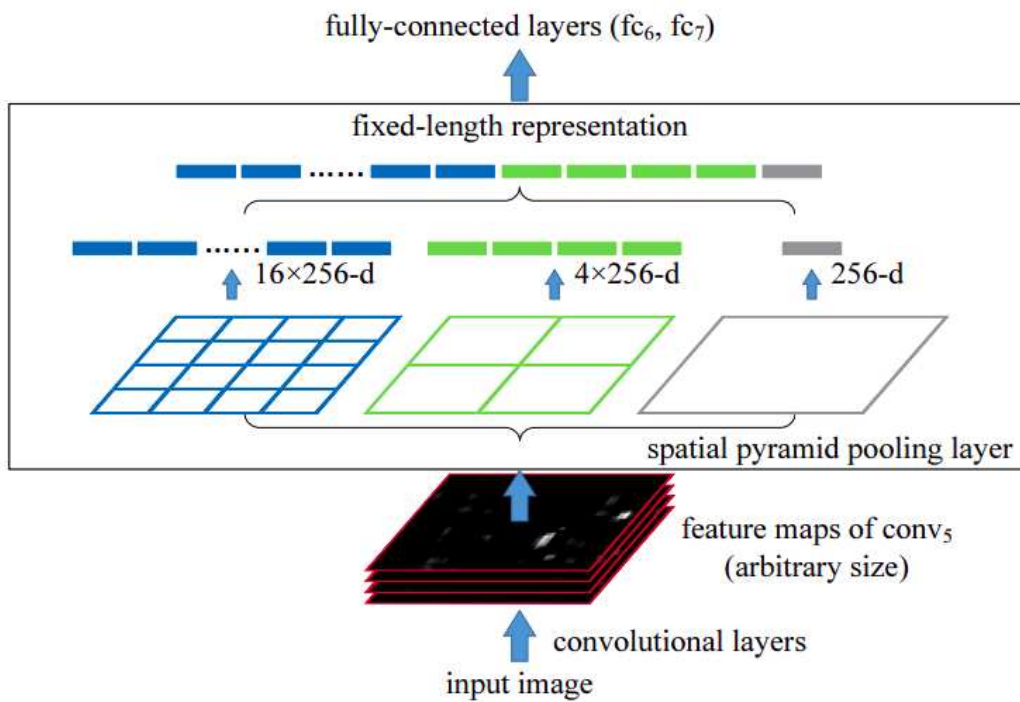 fully-connected layers (fc₆, fc₇)
fixed-length representation
......
......
16×256-d
4×256-d
256-d
spatial pyramid pooling layer
feature maps of conv₅
(arbitrary size)
convolutional layers
input image